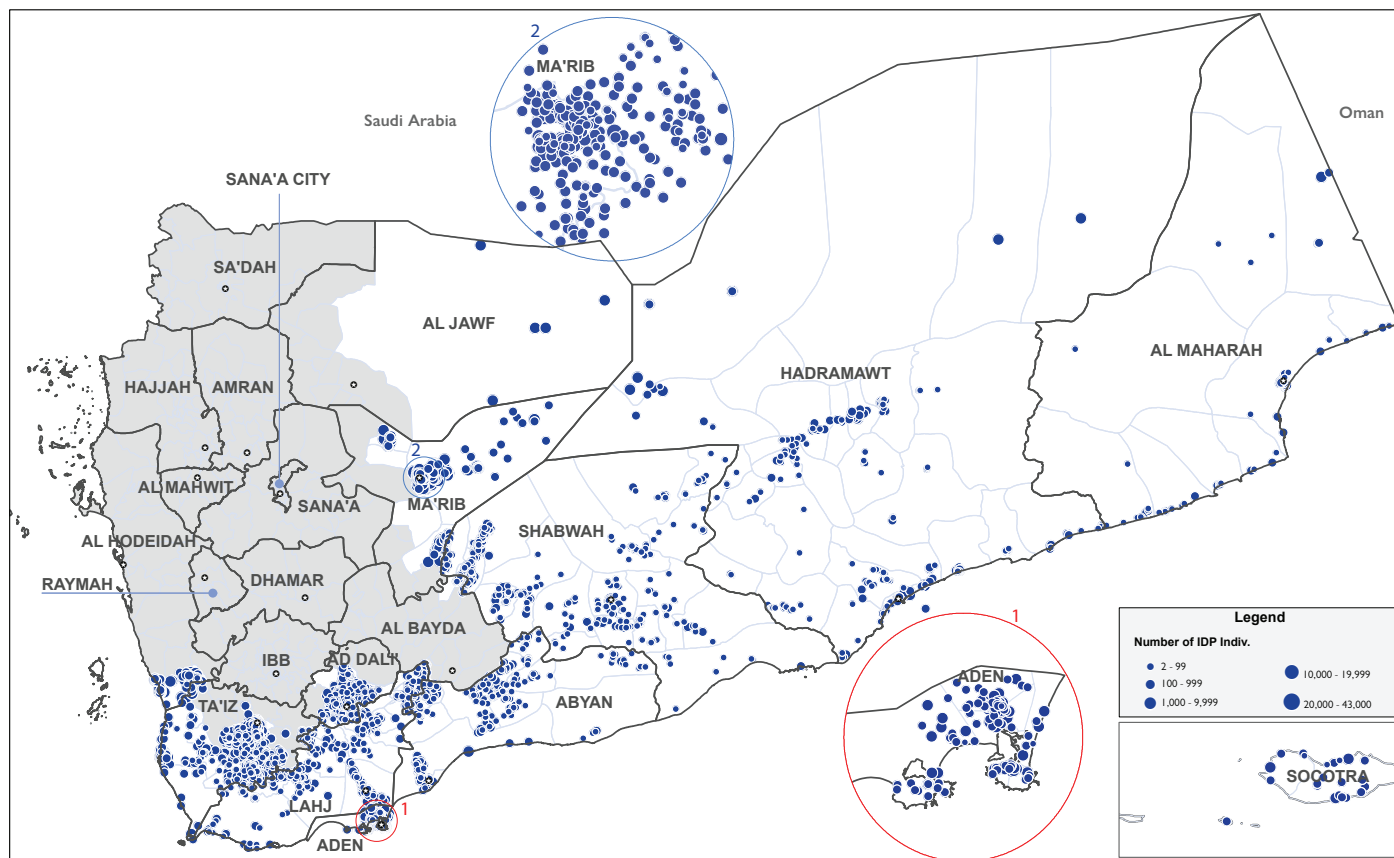 2
MA'RIB
Saudi Arabia
Oman
SANA'A CITY
SA'DAH
AL JAWF
HAJJAH
AMRAN
HADRAMAWT
AL MAHARAH
2
AL MAHWIT
SANA'A
MA'RIB
SHABWAH
AL HODEIDAH
RAYMAH
DHAMAR
AL BAYDA
IBB
AD DALI'
TA'IZ
ABYAN
LAHJ
1
ADEN
1
ADEN
Legend
Number of IDP Indiv.
2 - 99
100 - 999
1,000 - 9,999
10,000 - 19,999
20,000 - 43,000
SOCOTRA